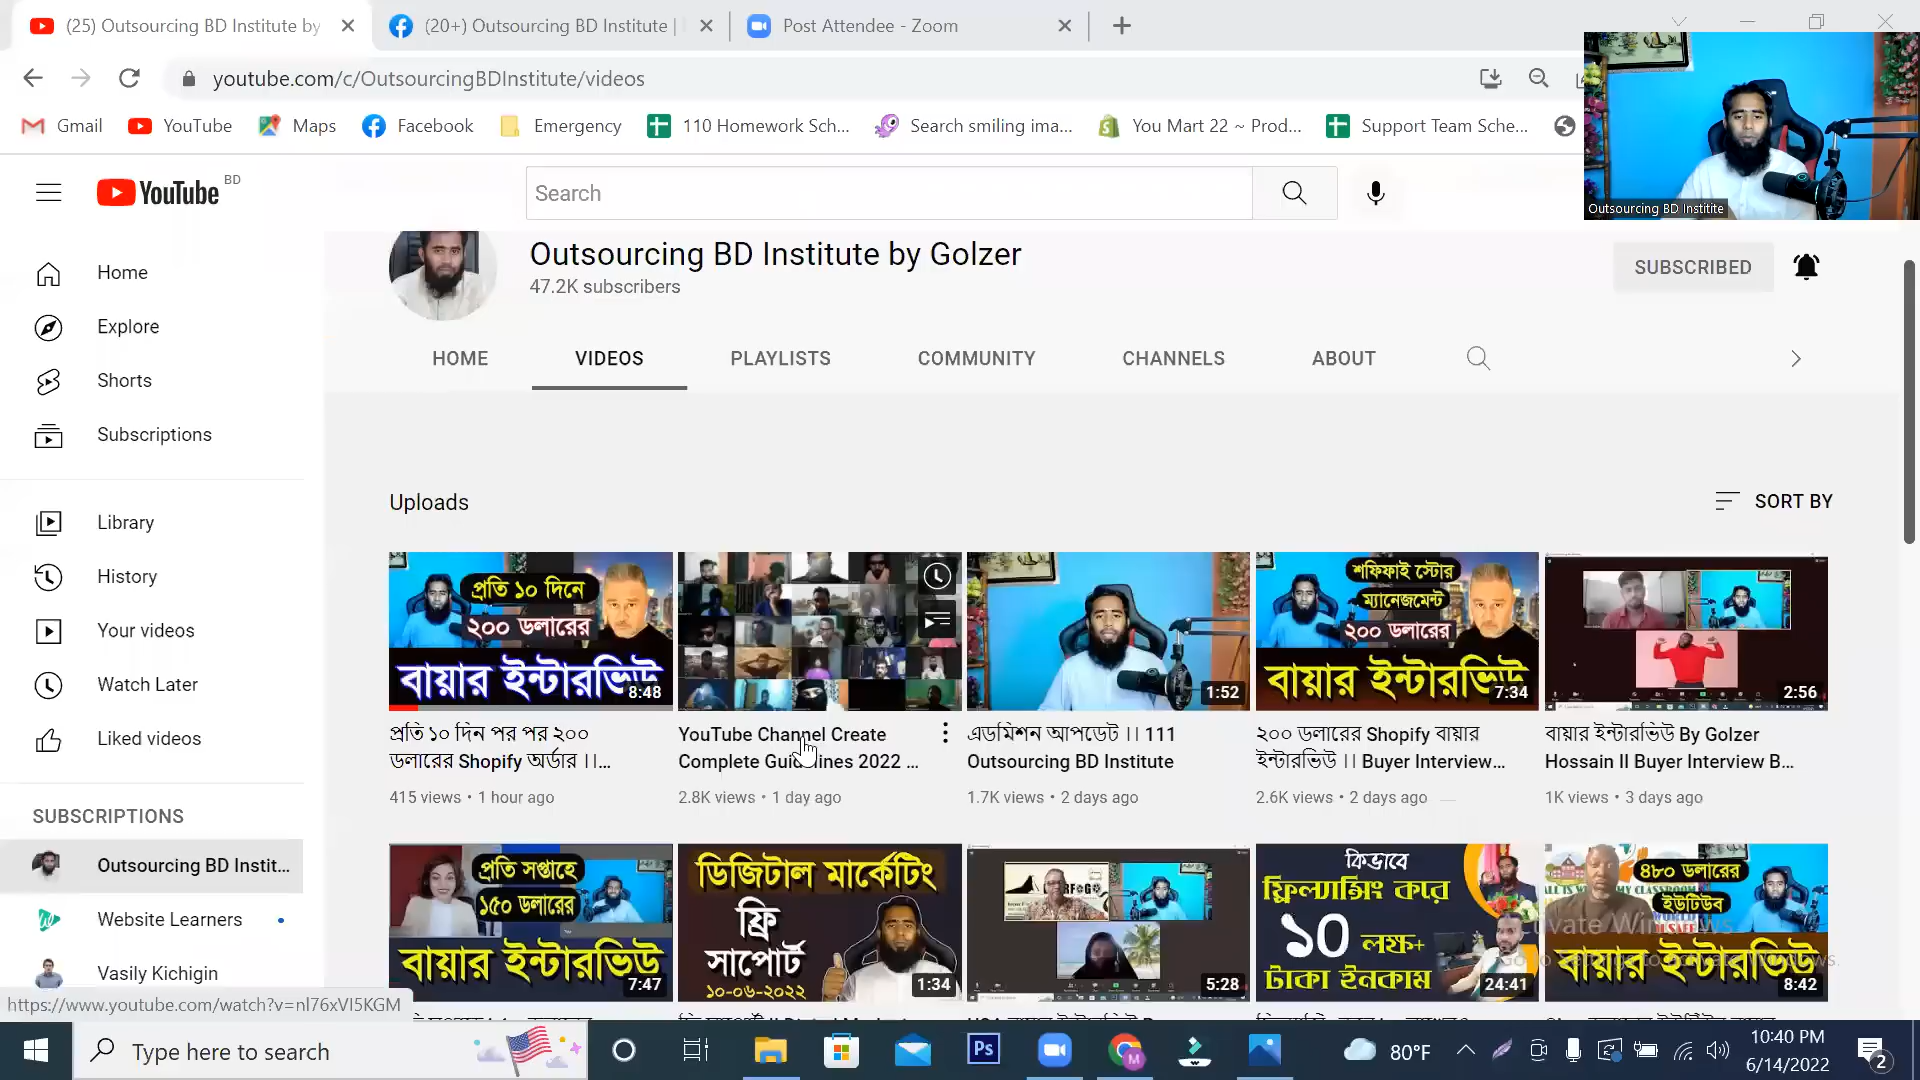 (25) Outsourcing BD Institute by
(20+) Outsourcing BD Institute |
Post Attendee - Zoom
youtube.com/c/OutsourcingBDInstitute/videos
Gmail
YouTube
Maps
Facebook
Emergency
110 Homework Sch...
Search smiling ima...
You Mart 22 ~ Prod...
Support Team Sche...
Outsourcing BD Institite
YouTube BD
Search
Home
Explore
Shorts
Subscriptions
Library
History
Your videos
Watch Later
Liked videos
SUBSCRIPTIONS
Outsourcing BD Instit...
Website Learners
Vasily Kichigin
Outsourcing BD Institute by Golzer
47.2K subscribers
SUBSCRIBED
HOME
VIDEOS
PLAYLISTS
COMMUNITY
CHANNELS
ABOUT
Uploads
SORT BY
প্রতি ১০ দিনে
২০০ ডলারের
বায়ার ইন্টারভিউ
8:48
প্রতি ১০ দিন পর পর ২০০
ডলারের Shopify অর্ডার ।।...
415 views • 1 hour ago
YouTube Channel Create
Complete Guidelines 2022 ...
2.8K views • 1 day ago
1:52
এডমিশন আপডেট ।। 111
Outsourcing BD Institute
1.7K views • 2 days ago
শফিফাই স্টোর
ম্যানেজমেন্ট
২০০ ডলারের
বায়ার ইন্টারভিউ
7:34
২০০ ডলারের Shopify বায়ার
ইন্টারভিউ ।। Buyer Interview...
2.6K views • 2 days ago
2:56
বায়ার ইন্টারভিউ By Golzer
Hossain II Buyer Interview B...
1K views • 3 days ago
প্রতি সপ্তাহে
১৫০ ডলারের
বায়ার ইন্টারভিউ
7:47
ডিজিটাল মার্কেটিং
ফ্রি
সাপোর্ট
১০-০৬-২০২২
1:34
5:28
কিভাবে
ফ্রিল্যান্সিং করে
১০ লক্ষ+
টাকা ইনকাম
24:41
৪৮০ ডলারের
ইউটিউব
বায়ার ইন্টারভিউ
8:42
Activate Windows
https://www.youtube.com/watch?v=nI76xVI5KGM
Type here to search
Ps
80°F
10:40 PM
6/14/2022
2